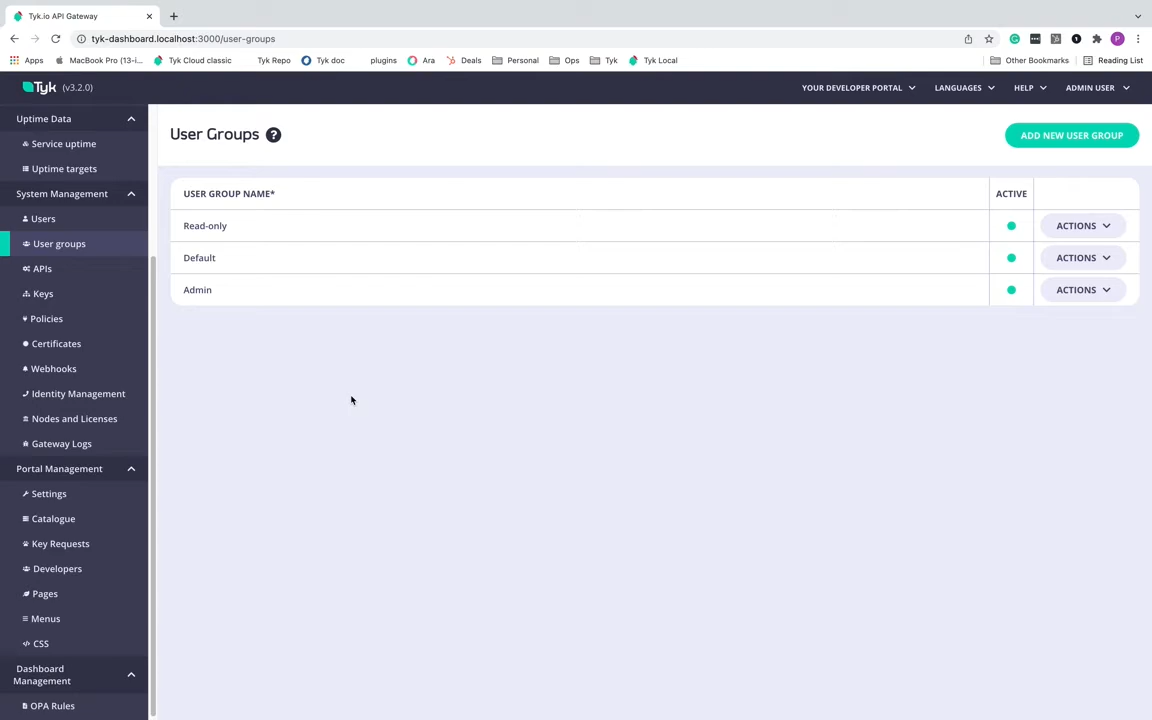 Tyk.io API Gateway
tyk-dashboard.localhost:3000/user-groups
P
Apps
MacBook Pro (13-i...
Tyk Cloud classic
Tyk Repo
Tyk doc
plugins
Ara
Deals
Personal
Ops
Tyk
Tyk Local
Other Bookmarks
Reading List
Tyk (v3.2.0)
YOUR DEVELOPER PORTAL
LANGUAGES
HELP
ADMIN USER
Uptime Data
Service uptime
Uptime targets
System Management
Users
User groups
APIs
Keys
Policies
Certificates
Webhooks
Identity Management
Nodes and Licenses
Gateway Logs
Portal Management
Settings
Catalogue
Key Requests
Developers
Pages
Menus
CSS
Dashboard
Management
OPA Rules
User Groups ?
ADD NEW USER GROUP
USER GROUP NAME* ACTIVE
Read-only ACTIONS
Default ACTIONS
Admin ACTIONS